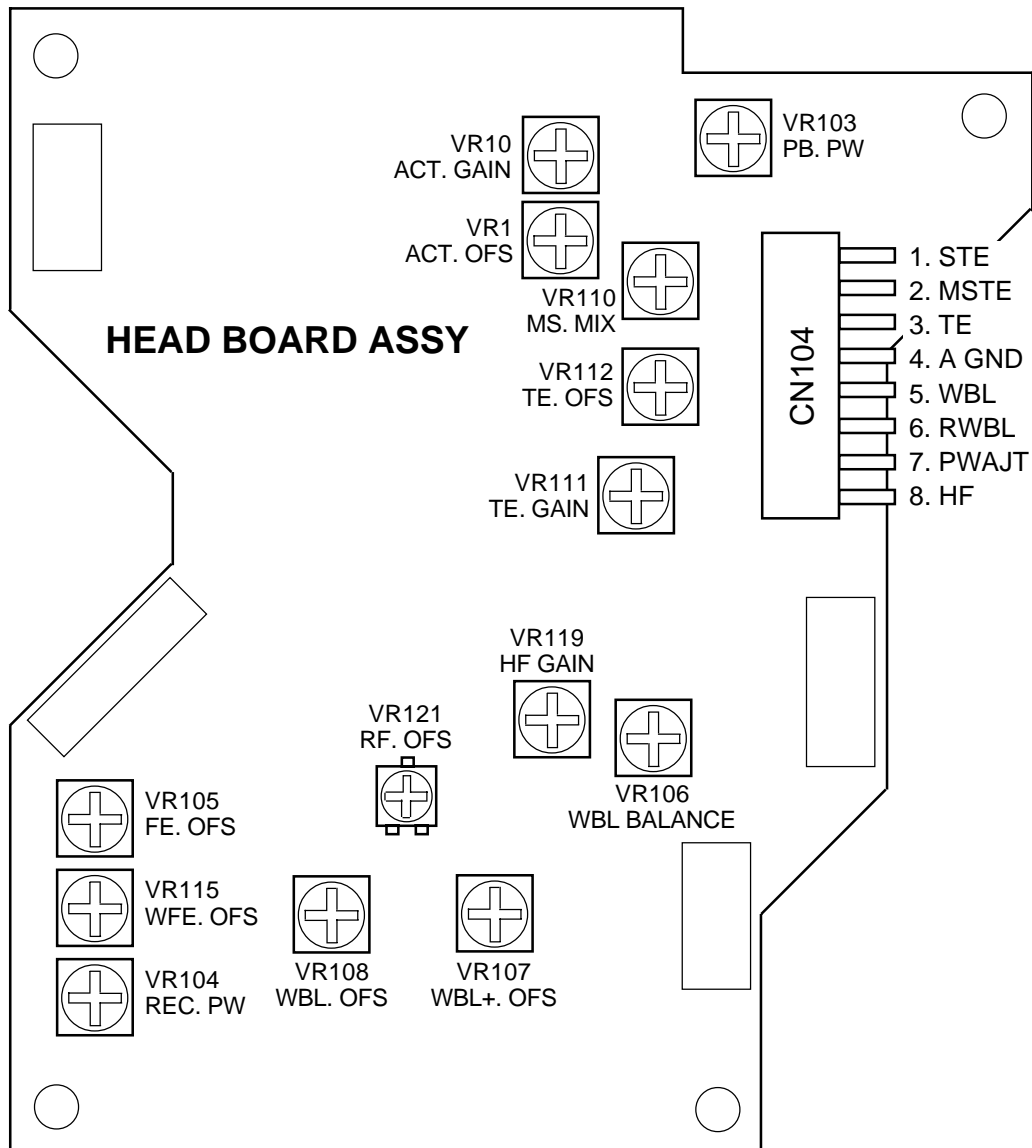 VR10
ACT. GAIN
VR103
PB. PW
VR1
ACT. OFS
VR110
MS. MIX
HEAD BOARD ASSY
VR112
TE. OFS
VR111
TE. GAIN
CN104
1. STE
2. MSTE
3. TE
4. A GND
5. WBL
6. RWBL
7. PWAJT
8. HF
VR119
HF GAIN
VR121
RF. OFS
VR106
WBL BALANCE
VR105
FE. OFS
VR115
WFE. OFS
VR104
REC. PW
VR108
WBL. OFS
VR107
WBL+. OFS